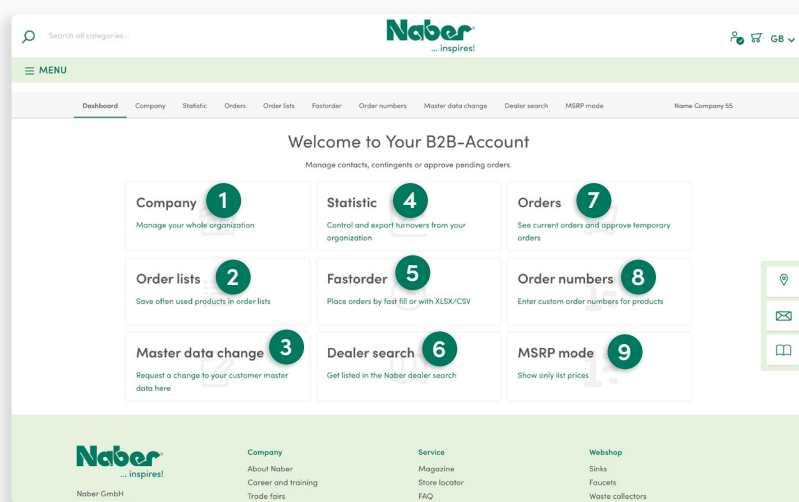 Search all categories...
Naber
... inspires!
GB
MENU
Dashboard Company Statistic Orders Order lists Fastorder Order numbers Master data change Dealer search MSRP mode Name Company 55
Welcome to Your B2B-Account
Manage contacts, contingents or approve pending orders.
Company 1
Manage your whole organization
Statistic 4
Control and export turnovers from your
organization
Orders 7
See current orders and approve temporary
orders
Order lists 2
Save often used products in order lists
Fastorder 5
Place orders by fast fill or with XLSX/CSV
Order numbers 8
Enter custom order numbers for products
Master data change 3
Request a change to your customer master
data here
Dealer search 6
Get listed in the Naber dealer search
MSRP mode 9
Show only list prices
Naber
... inspires!
Naber GmbH
Company
About Naber
Career and training
Trade fairs
Service
Magazine
Store locator
FAQ
Webshop
Sinks
Faucets
Waste collectors